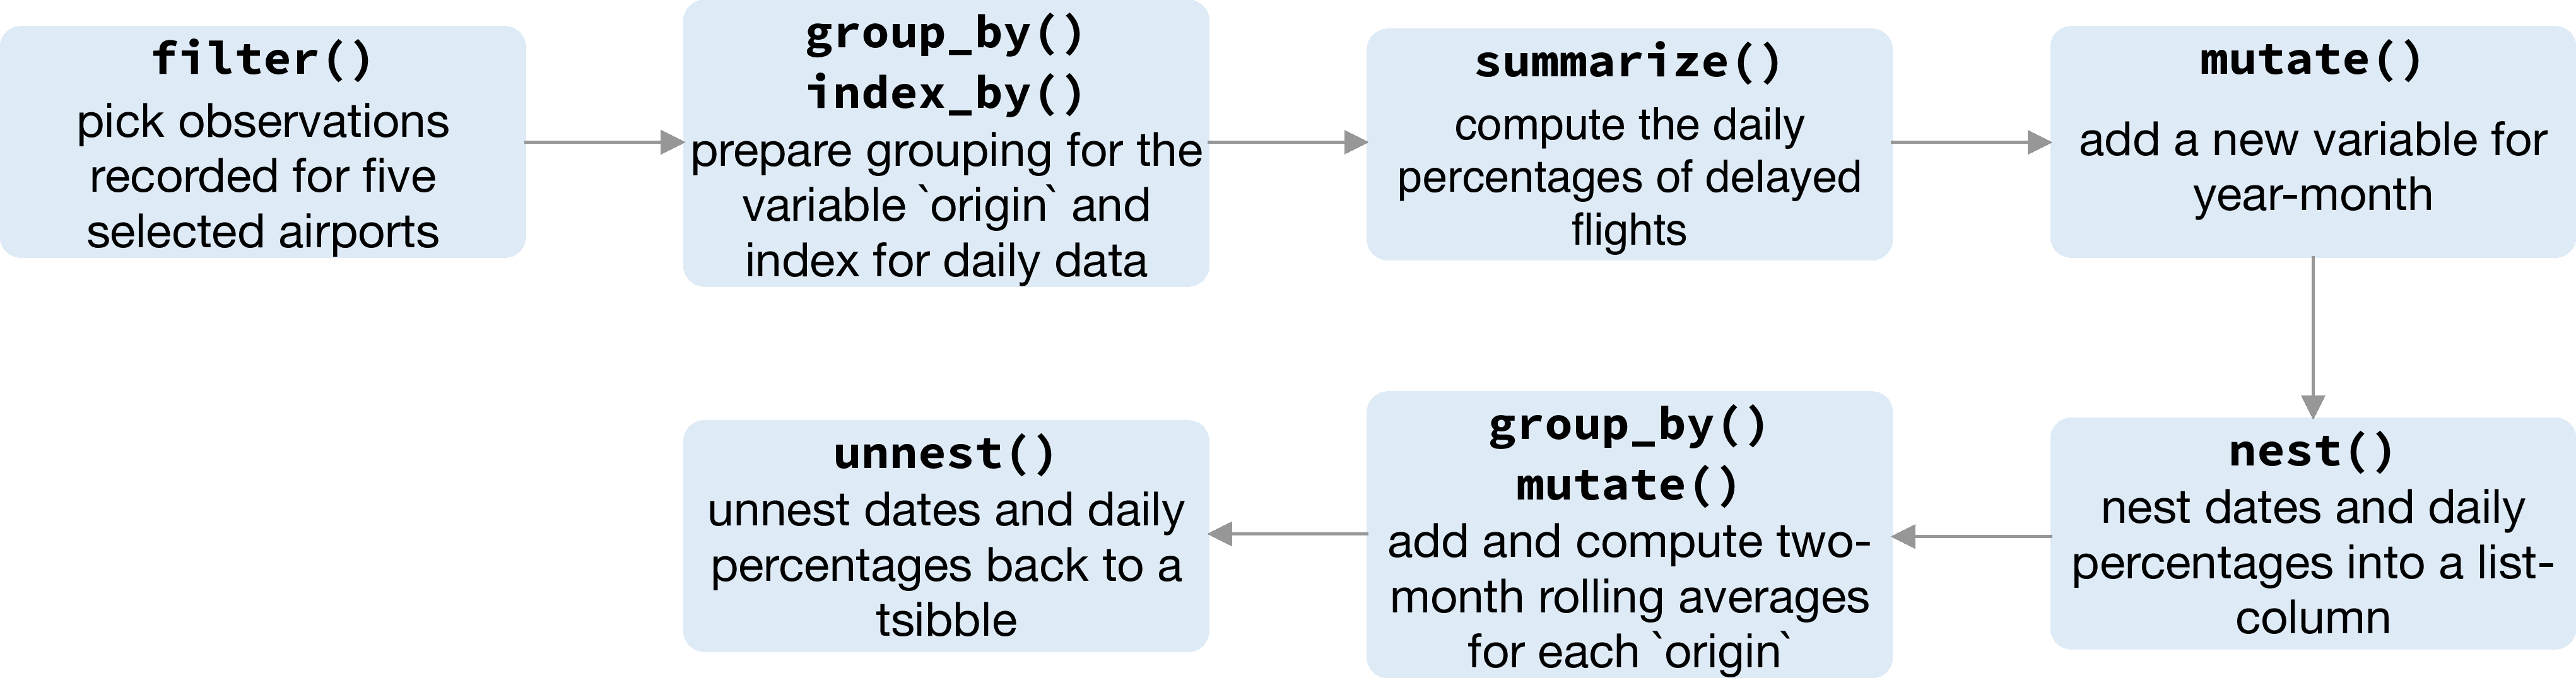 filter()
pick observations
recorded for five
selected airports
group_by()
index_by()
prepare grouping for the
variable `origin` and
index for daily data
summarize()
compute the daily
percentages of delayed
flights
mutate()
add a new variable for
year-month
nest()
nest dates and daily
percentages into a list-
column
group_by()
mutate()
add and compute two-
month rolling averages
for each `origin`
unnest()
unnest dates and daily
percentages back to a
tsibble